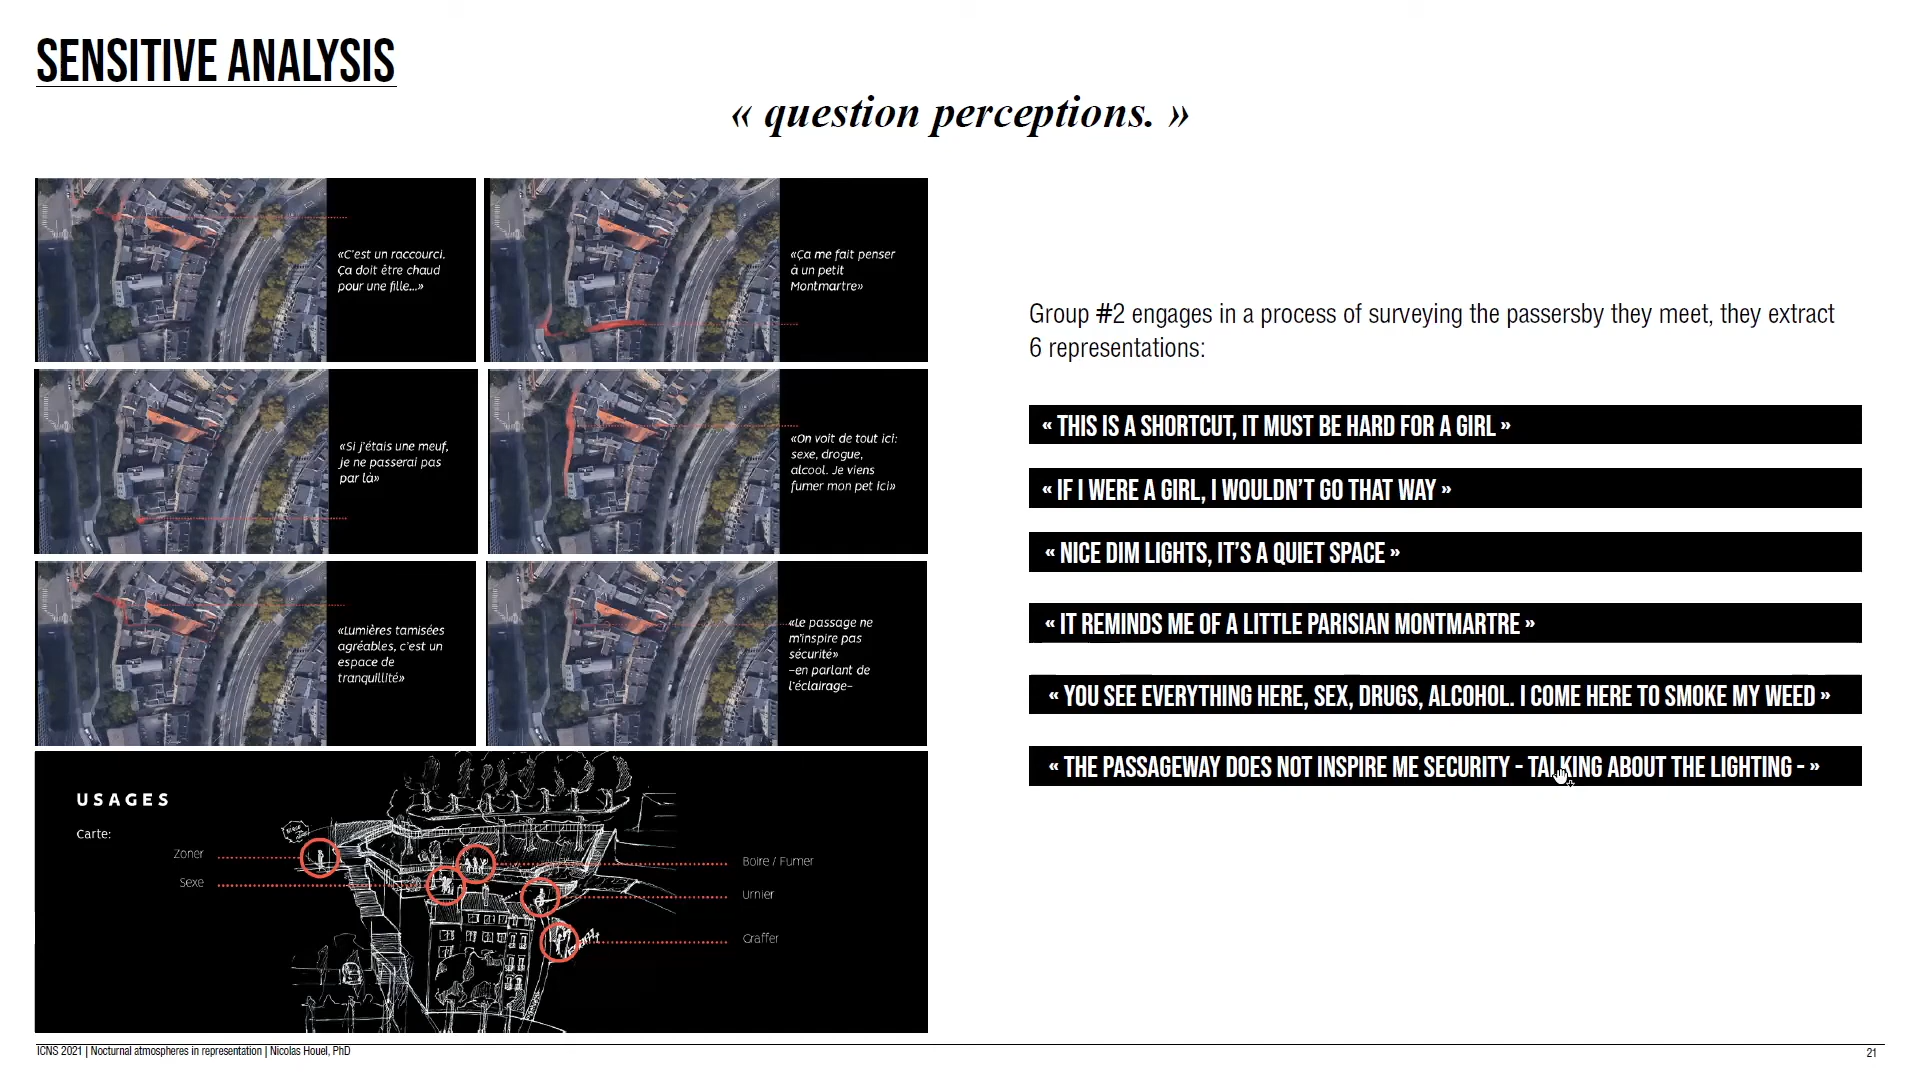 SENSITIVE ANALYSIS
« question perceptions. »
«C'est un raccourci.
Ça doit être chaud
pour une fille...»
«Ça me fait penser
à un petit
Montmartre»
«Si j'étais une meuf,
je ne passerai pas
par là»
«On voit de tout ici:
sexe, drogue,
alcool. Je viens
fumer mon pet ici»
«Lumières tamisées
agréables, c'est un
espace de
tranquillité»
«Le passage ne
m'inspire pas
sécurité»
–en parlant de
l'éclairage–
USAGES
Carte:
Zoner
Sexe
Boire / Fumer
Urnier
Graffer
Group #2 engages in a process of surveying the passersby they meet, they extract
6 representations:
« THIS IS A SHORTCUT, IT MUST BE HARD FOR A GIRL »
« IF I WERE A GIRL, I WOULDN'T GO THAT WAY »
« NICE DIM LIGHTS, IT'S A QUIET SPACE »
« IT REMINDS ME OF A LITTLE PARISIAN MONTMARTRE »
« YOU SEE EVERYTHING HERE, SEX, DRUGS, ALCOHOL. I COME HERE TO SMOKE MY WEED »
« THE PASSAGEWAY DOES NOT INSPIRE ME SECURITY - TALKING ABOUT THE LIGHTING - »
ICNS 2021 | Nocturnal atmospheres in representation | Nicolas Houel, PhD
21